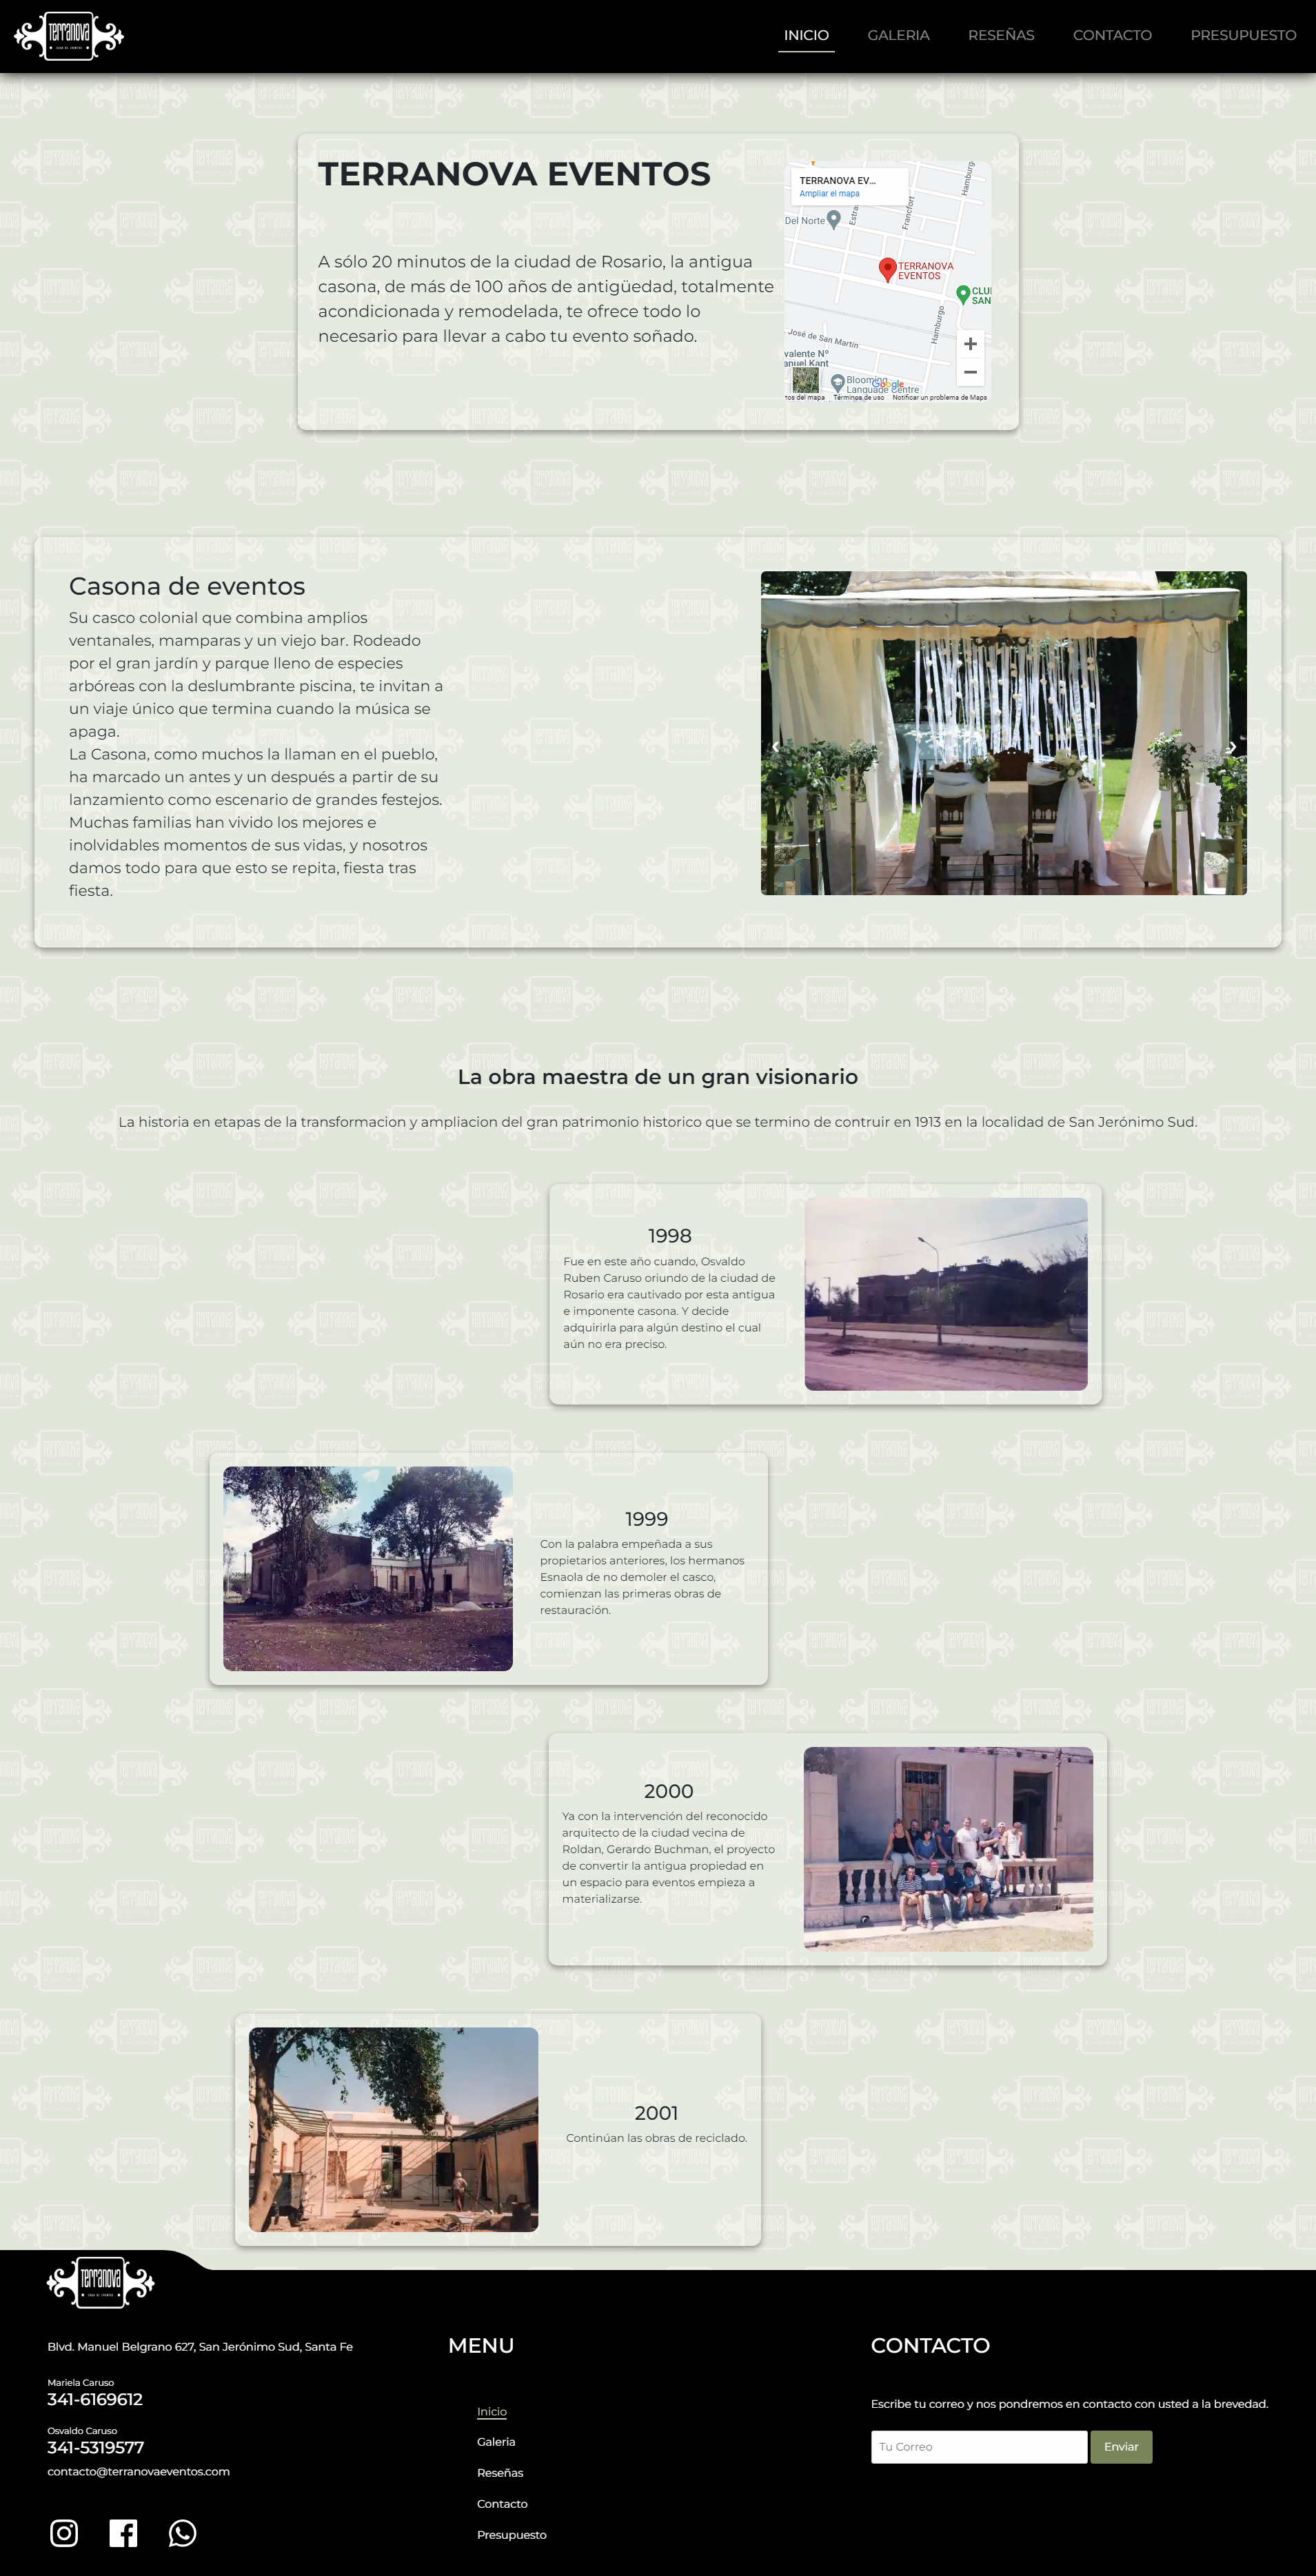 terranova
CASA DE EVENTOS
INICIO
GALERIA
RESEÑAS
CONTACTO
PRESUPUESTO
TERRANOVA EVENTOS
A sólo 20 minutos de la ciudad de Rosario, la antigua
casona, de más de 100 años de antigüedad, totalmente
acondicionada y remodelada, te ofrece todo lo
necesario para llevar a cabo tu evento soñado.
TERRANOVA EV...
Ampliar el mapa
Del Norte
Francfort
Hamburg
TERRANOVA
EVENTOS
SAN
Hamburgo
José de San Martín
valente Nº
anuel Kant
Blooming
Language Centre
Google
tos del mapa
Términos de uso
Notificar un problema de Maps
Casona de eventos
Su casco colonial que combina amplios
ventanales, mamparas y un viejo bar. Rodeado
por el gran jardín y parque lleno de especies
arbóreas con la deslumbrante piscina, te invitan a
un viaje único que termina cuando la música se
apaga.
La Casona, como muchos la llaman en el pueblo,
ha marcado un antes y un después a partir de su
lanzamiento como escenario de grandes festejos.
Muchas familias han vivido los mejores e
inolvidables momentos de sus vidas, y nosotros
damos todo para que esto se repita, fiesta tras
fiesta.
La obra maestra de un gran visionario
La historia en etapas de la transformacion y ampliacion del gran patrimonio historico que se termino de contruir en 1913 en la localidad de San Jerónimo Sud.
1998
Fue en este año cuando, Osvaldo
Ruben Caruso oriundo de la ciudad de
Rosario era cautivado por esta antigua
e imponente casona. Y decide
adquirirla para algún destino el cual
aún no era preciso.
1999
Con la palabra empeñada a sus
propietarios anteriores, los hermanos
Esnaola de no demoler el casco,
comienzan las primeras obras de
restauración.
2000
Ya con la intervención del reconocido
arquitecto de la ciudad vecina de
Roldan, Gerardo Buchman, el proyecto
de convertir la antigua propiedad en
un espacio para eventos empieza a
materializarse.
2001
Continúan las obras de reciclado.
terranova
CASA DE EVENTOS
Blvd. Manuel Belgrano 627, San Jerónimo Sud, Santa Fe
Mariela Caruso
341-6169612
Osvaldo Caruso
341-5319577
contacto@terranovaeventos.com
MENU
Inicio
Galeria
Reseñas
Contacto
Presupuesto
CONTACTO
Escribe tu correo y nos pondremos en contacto con usted a la brevedad.
Tu Correo
Enviar